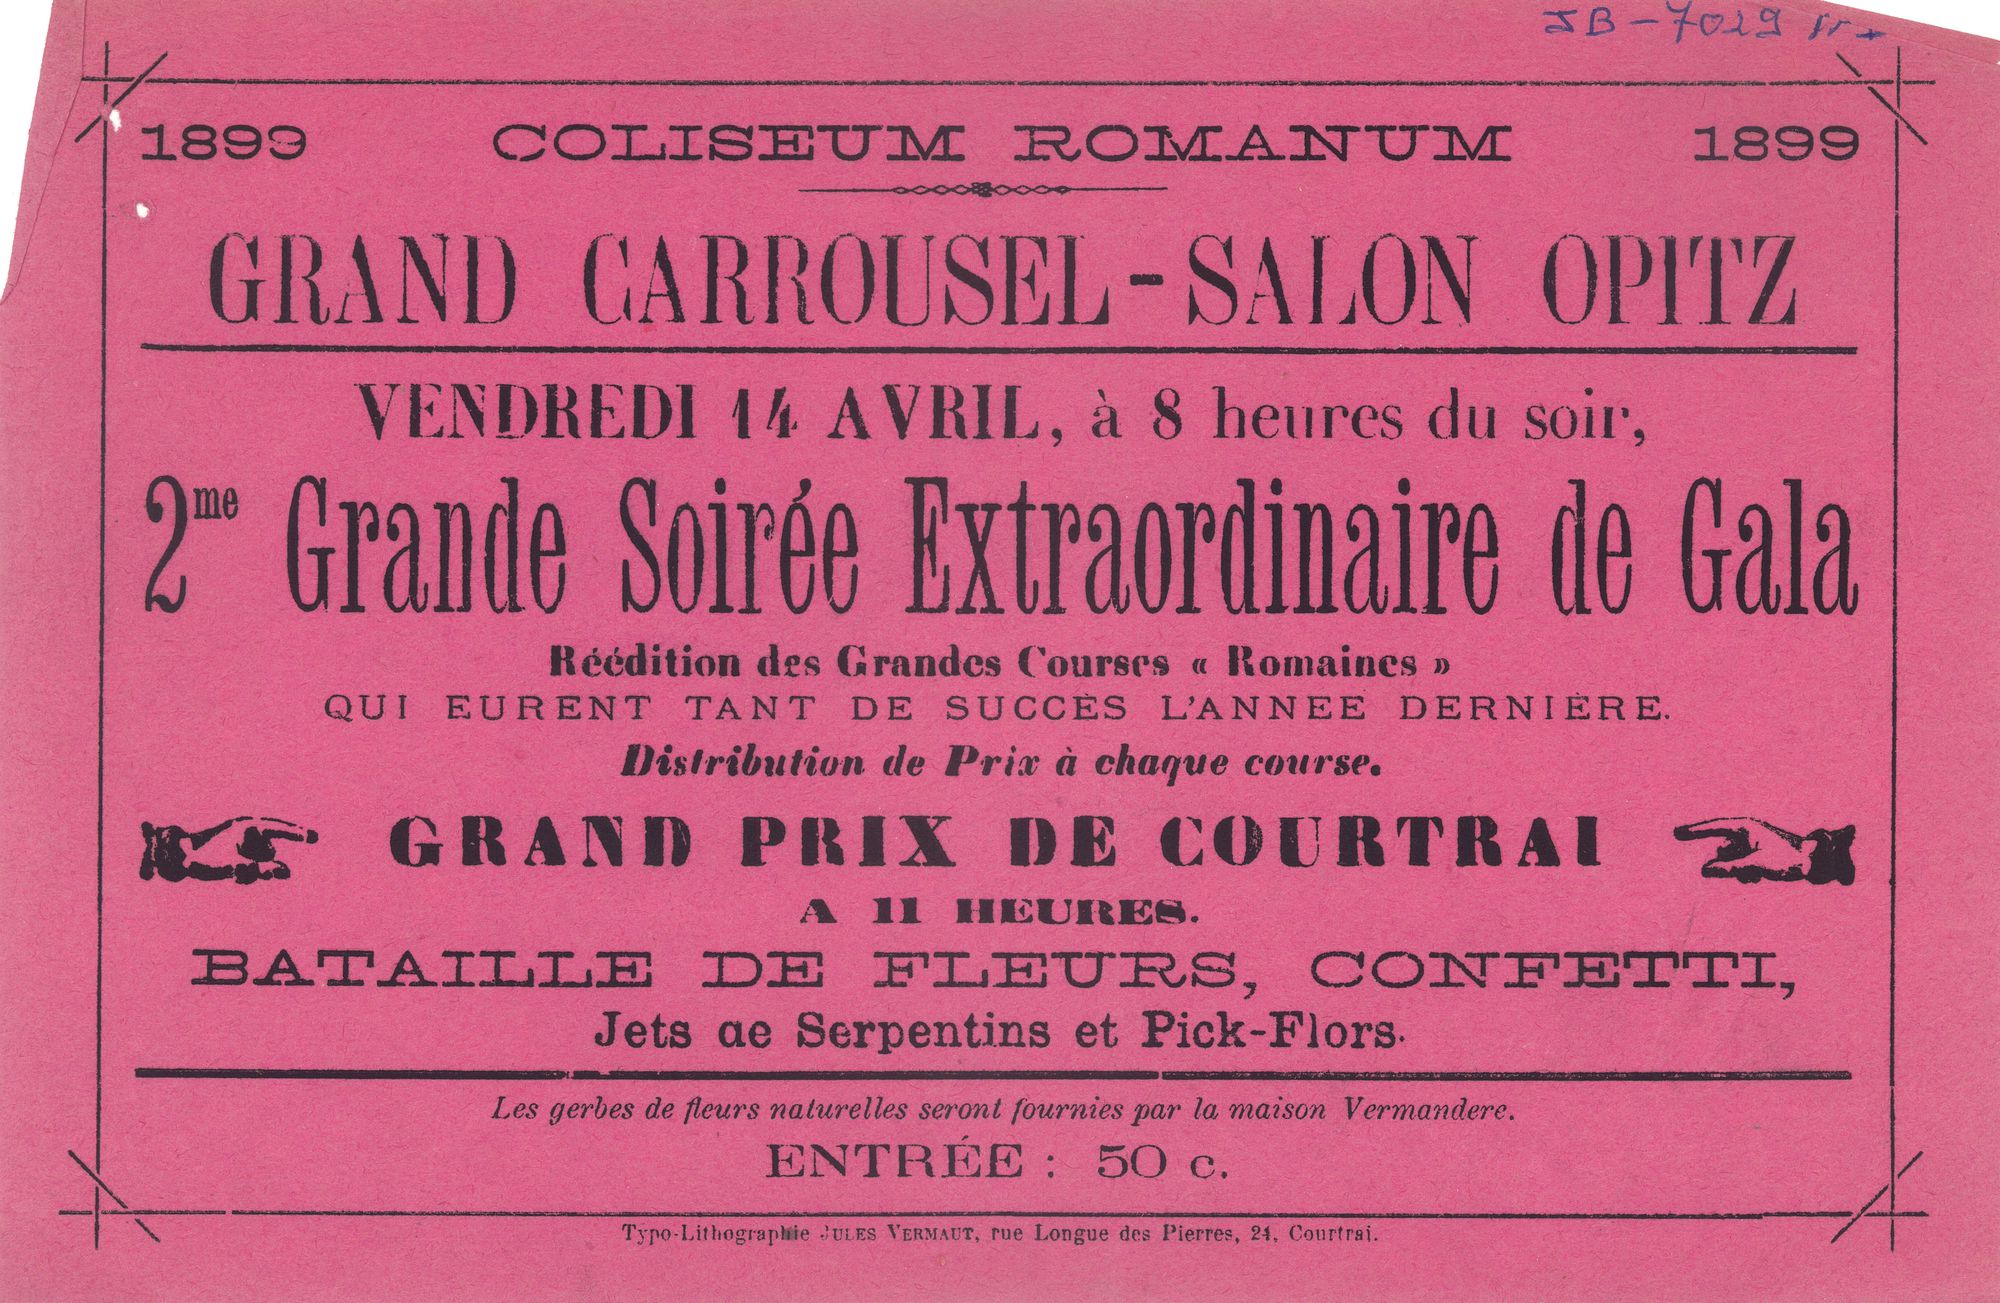 JB-7029
1899 COLISEUM ROMANUM 1899
GRAND CARROUSEL-SALON OPITZ
VENDREDI 14 AVRIL, à 8 heures du soir,
2me Grande Soirée Extraordinaire de Gala
Réédition des Grandes Courses « Romaines »
QUI EURENT TANT DE SUCCÈS L'ANNEE DERNIÈRE.
Distribution de Prix à chaque course.
GRAND PRIX DE COURTRAI
A 11 HEURES.
BATAILLE DE FLEURS, CONFETTI,
Jets de Serpentins et Pick-Flors.
Les gerbes de fleurs naturelles seront fournies par la maison Vermandere.
ENTRÉE : 50 c.
Typo-Lithographie JULES VERMAUT, rue Longue des Pierres, 24, Courtrai.